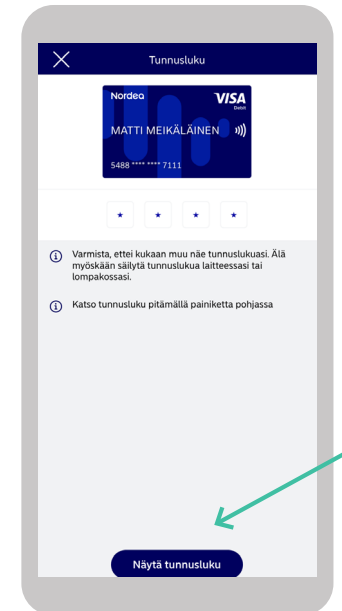 Tunnusluku
Nordea
VISA
Debit
MATTI MEIKÄLÄINEN
5488 **** **** 7111
* * * *
Varmista, ettei kukaan muu näe tunnuslukuasi. Älä
myöskään säilytä tunnuslukua laitteessasi tai
lompakossasi.
Katso tunnusluku pitämällä painiketta pohjassa
Näytä tunnusluku